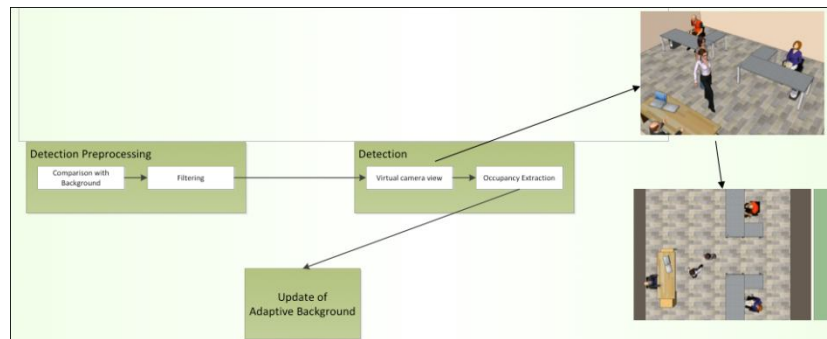 Detection Preprocessing
Comparison with
Background
Filtering
Detection
Virtual camera view
Occupancy Extraction
Update of
Adaptive Background